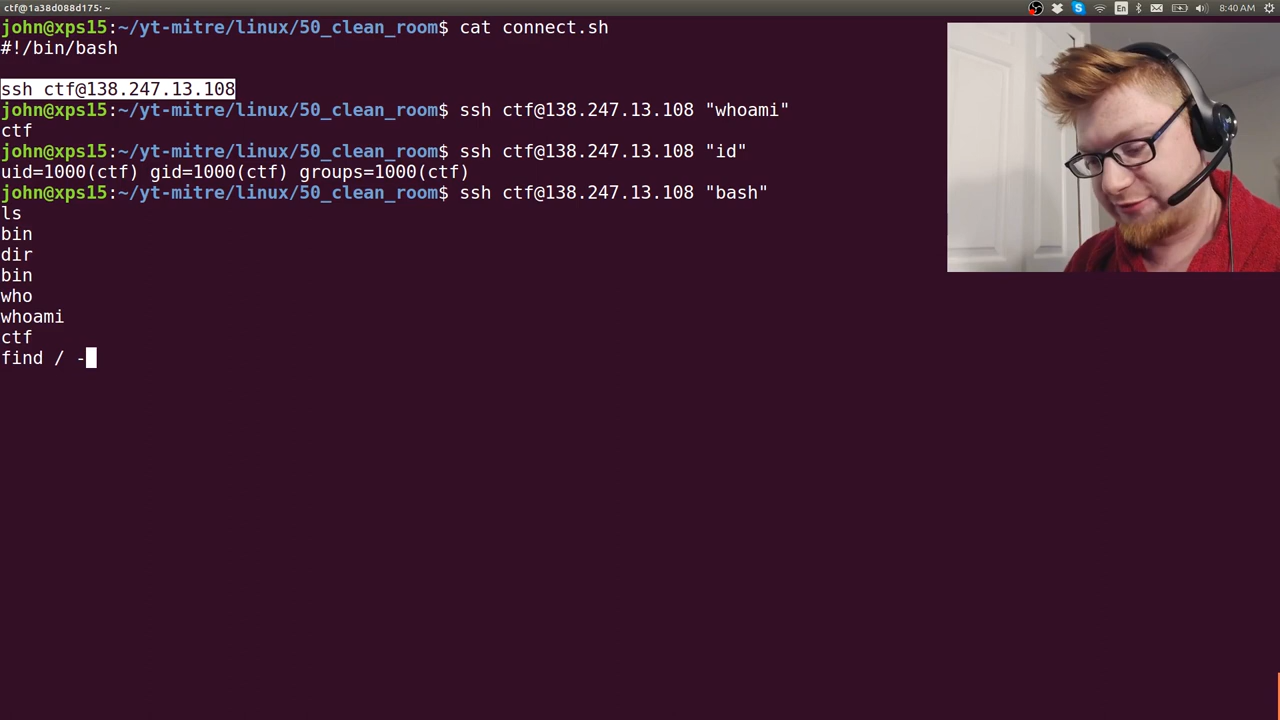 ctf@1a38d088d175: ~
En
8:40 AM
john@xps15:~/yt-mitre/linux/50_clean_room$ cat connect.sh
#!/bin/bash
ssh ctf@138.247.13.108
john@xps15:~/yt-mitre/linux/50_clean_room$ ssh ctf@138.247.13.108 "whoami"
ctf
john@xps15:~/yt-mitre/linux/50_clean_room$ ssh ctf@138.247.13.108 "id"
uid=1000(ctf) gid=1000(ctf) groups=1000(ctf)
john@xps15:~/yt-mitre/linux/50_clean_room$ ssh ctf@138.247.13.108 "bash"
ls
bin
dir
bin
who
whoami
ctf
find / -